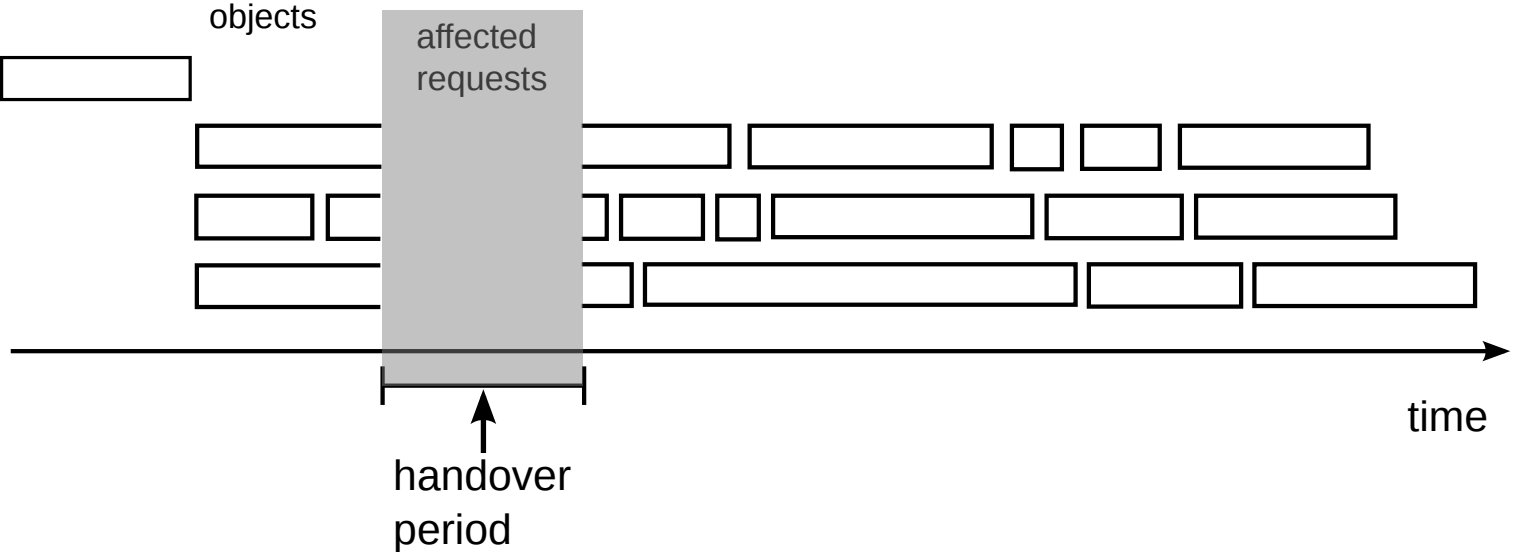 objects
affected
requests
time
handover
period